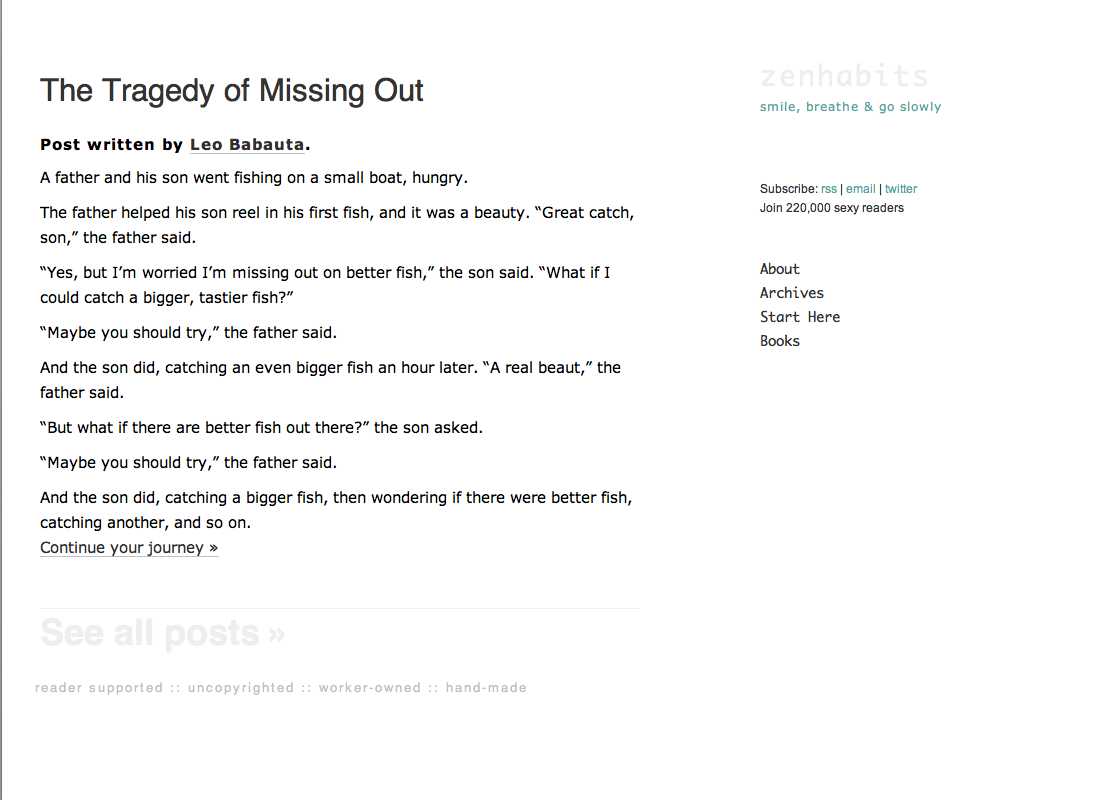 The Tragedy of Missing Out
Post written by Leo Babauta.
A father and his son went fishing on a small boat, hungry.
The father helped his son reel in his first fish, and it was a beauty. “Great catch,
son,” the father said.
“Yes, but I’m worried I’m missing out on better fish,” the son said. “What if I
could catch a bigger, tastier fish?”
“Maybe you should try,” the father said.
And the son did, catching an even bigger fish an hour later. “A real beaut,” the
father said.
“But what if there are better fish out there?” the son asked.
“Maybe you should try,” the father said.
And the son did, catching a bigger fish, then wondering if there were better fish,
catching another, and so on.
Continue your journey »
See all posts »
reader supported :: uncopyrighted :: worker-owned :: hand-made
zenhabits
smile, breathe & go slowly
Subscribe: rss | email | twitter
Join 220,000 sexy readers
About
Archives
Start Here
Books